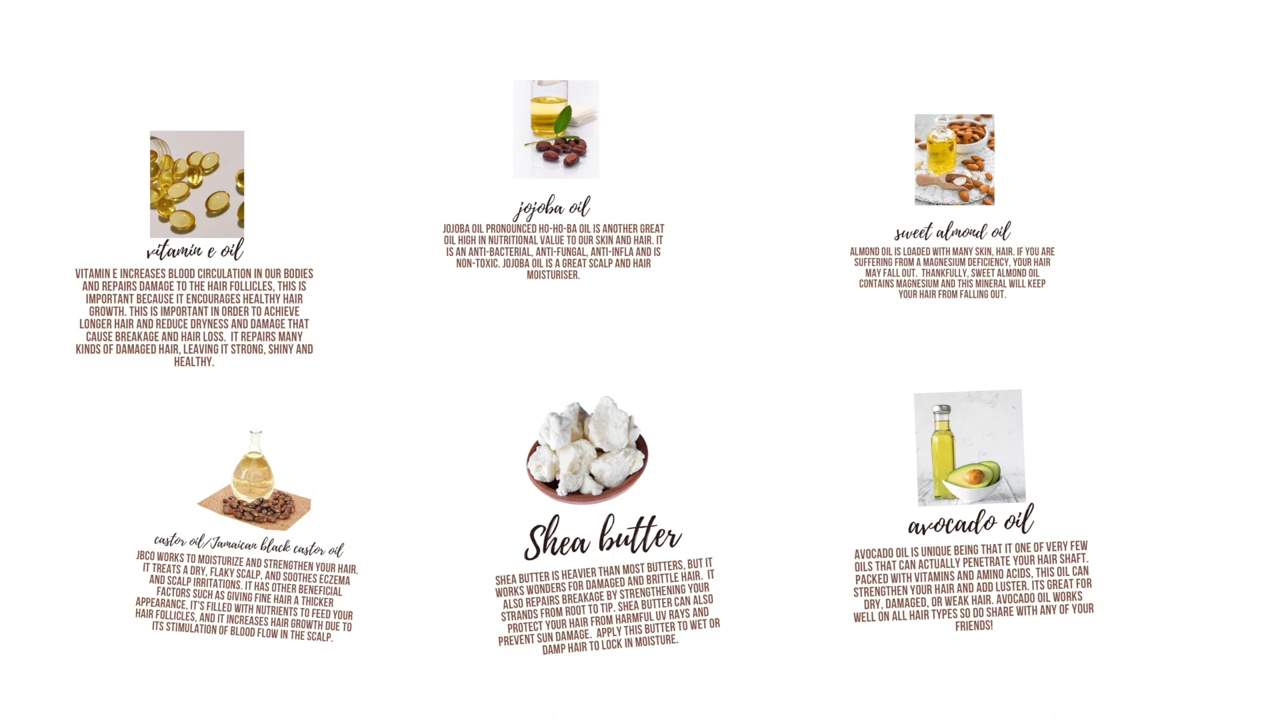 vitamin e oil
VITAMIN E INCREASES BLOOD CIRCULATION IN OUR BODIES
AND REPAIRS DAMAGE TO THE HAIR FOLLICLES, THIS IS
IMPORTANT BECAUSE IT ENCOURAGES HEALTHY HAIR
GROWTH. THIS IS IMPORTANT IN ORDER TO ACHIEVE
LONGER HAIR AND REDUCE DRYNESS AND DAMAGE THAT
CAUSE BREAKAGE AND HAIR LOSS. IT REPAIRS MANY
KINDS OF DAMAGED HAIR, LEAVING IT STRONG, SHINY AND
HEALTHY.
jojoba oil
JOJOBA OIL PRONOUNCED HO-HO-BA OIL IS ANOTHER GREAT
OIL HIGH IN NUTRITIONAL VALUE TO OUR SKIN AND HAIR. IT
IS AN ANTI-BACTERIAL, ANTI-FUNGAL, ANTI-INFLA AND IS
NON-TOXIC. JOJOBA OIL IS A GREAT SCALP AND HAIR
MOISTURISER.
sweet almond oil
ALMOND OIL IS LOADED WITH MANY SKIN, HAIR. IF YOU ARE
SUFFERING FROM A MAGNESIUM DEFICIENCY, YOUR HAIR
MAY FALL OUT. THANKFULLY, SWEET ALMOND OIL
CONTAINS MAGNESIUM AND THIS MINERAL WILL KEEP
YOUR HAIR FROM FALLING OUT.
castor oil/Jamaican black castor oil
JBCO WORKS TO MOISTURIZE AND STRENGTHEN YOUR HAIR.
IT TREATS A DRY, FLAKY SCALP, AND SOOTHES ECZEMA
AND SCALP IRRITATIONS. IT HAS OTHER BENEFICIAL
FACTORS SUCH AS GIVING FINE HAIR A THICKER
APPEARANCE, IT'S FILLED WITH NUTRIENTS TO FEED YOUR
HAIR FOLLICLES, AND IT INCREASES HAIR GROWTH DUE TO
ITS STIMULATION OF BLOOD FLOW IN THE SCALP.
Shea butter
SHEA BUTTER IS HEAVIER THAN MOST BUTTERS, BUT IT
WORKS WONDERS FOR DAMAGED AND BRITTLE HAIR. IT
ALSO REPAIRS BREAKAGE BY STRENGTHENING YOUR
STRANDS FROM ROOT TO TIP. SHEA BUTTER CAN ALSO
PROTECT YOUR HAIR FROM HARMFUL UV RAYS AND
PREVENT SUN DAMAGE. APPLY THIS BUTTER TO WET OR
DAMP HAIR TO LOCK IN MOISTURE.
avocado oil
AVOCADO OIL IS UNIQUE BEING THAT IT ONE OF VERY FEW
OILS THAT CAN ACTUALLY PENETRATE YOUR HAIR SHAFT.
PACKED WITH VITAMINS AND AMINO ACIDS, THIS OIL CAN
STRENGTHEN YOUR HAIR AND ADD LUSTER. ITS GREAT FOR
DRY, DAMAGED, OR WEAK HAIR. AVOCADO OIL WORKS
WELL ON ALL HAIR TYPES SO DO SHARE WITH ANY OF YOUR
FRIENDS!